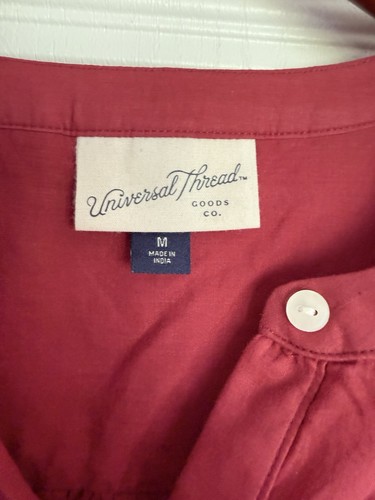 Universal Thread™
GOODS
CO.
M
MADE IN
INDIA